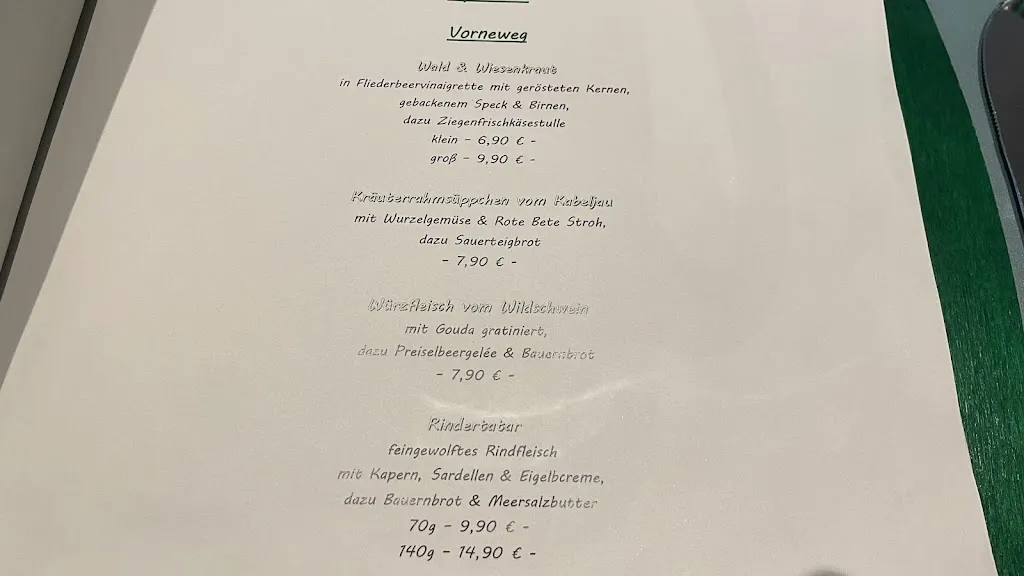 Vorneweg
Wald & Wiesenkraut
in Fliederbeervinaigrette mit gerösteten Kernen,
gebackenem Speck & Birnen,
dazu Ziegenfrischkäsestulle
klein - 6,90 € -
groß - 9,90 € -
Kräuterrahmsüppchen vom Kabeljau
mit Wurzelgemüse & Rote Bete Stroh,
dazu Sauerteigbrot
- 7,90 € -
Würzfleisch vom Wildschwein
mit Gouda gratiniert,
dazu Preiselbeergelée & Bauernbrot
- 7,90 € -
Rindertatar
feingewolftes Rindfleisch
mit Kapern, Sardellen & Eigelbcreme,
dazu Bauernbrot & Meersalzbutter
70g - 9,90 € -
140g - 14,90 € -